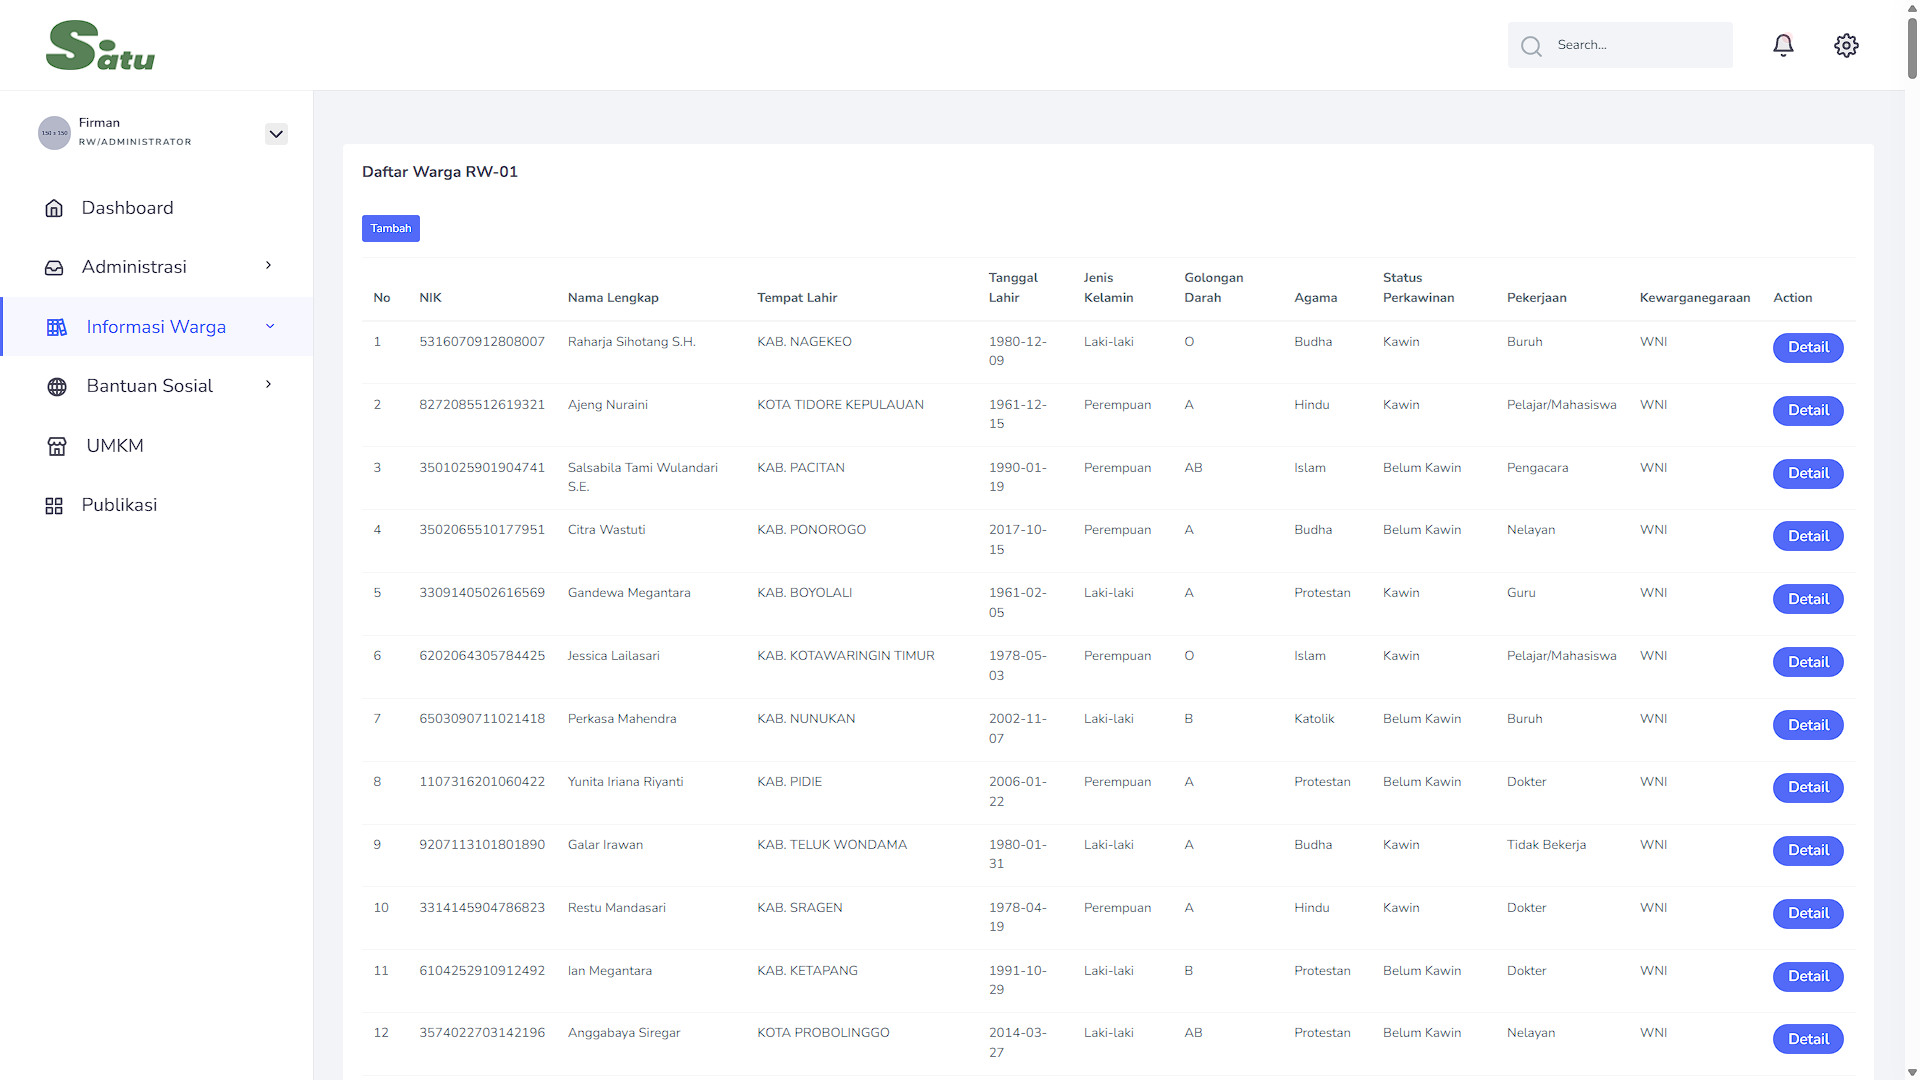 Satu
Search...
Firman
RW/ADMINISTRATOR
150 x 150
Dashboard
Administrasi
Informasi Warga
Bantuan Sosial
UMKM
Publikasi
Daftar Warga RW-01
Tambah
No NIK Nama Lengkap Tempat Lahir Tanggal Lahir Jenis Kelamin Golongan Darah Agama Status Perkawinan Pekerjaan Kewarganegaraan Action
1 5316070912808007 Raharja Sihotang S.H. KAB. NAGEKEO 1980-12-09 Laki-laki O Budha Kawin Buruh WNI Detail
2 8272085512619321 Ajeng Nuraini KOTA TIDORE KEPULAUAN 1961-12-15 Perempuan A Hindu Kawin Pelajar/Mahasiswa WNI Detail
3 3501025901904741 Salsabila Tami Wulandari S.E. KAB. PACITAN 1990-01-19 Perempuan AB Islam Belum Kawin Pengacara WNI Detail
4 3502065510177951 Citra Wastuti KAB. PONOROGO 2017-10-15 Perempuan A Budha Belum Kawin Nelayan WNI Detail
5 3309140502616569 Gandewa Megantara KAB. BOYOLALI 1961-02-05 Laki-laki A Protestan Kawin Guru WNI Detail
6 6202064305784425 Jessica Lailasari KAB. KOTAWARINGIN TIMUR 1978-05-03 Perempuan O Islam Kawin Pelajar/Mahasiswa WNI Detail
7 6503090711021418 Perkasa Mahendra KAB. NUNUKAN 2002-11-07 Laki-laki B Katolik Belum Kawin Buruh WNI Detail
8 1107316201060422 Yunita Iriana Riyanti KAB. PIDIE 2006-01-22 Perempuan A Protestan Belum Kawin Dokter WNI Detail
9 9207113101801890 Galar Irawan KAB. TELUK WONDAMA 1980-01-31 Laki-laki A Budha Kawin Tidak Bekerja WNI Detail
10 3314145904786823 Restu Mandasari KAB. SRAGEN 1978-04-19 Perempuan A Hindu Kawin Dokter WNI Detail
11 6104252910912492 Ian Megantara KAB. KETAPANG 1991-10-29 Laki-laki B Protestan Belum Kawin Dokter WNI Detail
12 3574022703142196 Anggabaya Siregar KOTA PROBOLINGGO 2014-03-27 Laki-laki AB Protestan Belum Kawin Nelayan WNI Detail